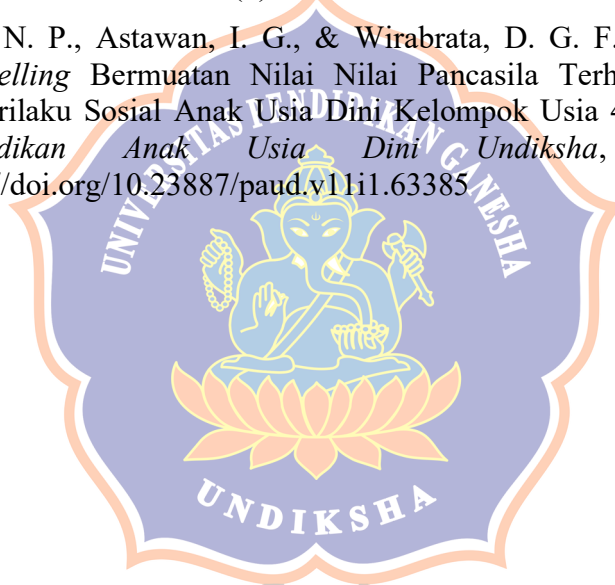 N. P., Astawan, I. G., & Wirabrata, D. G. F.
elling Bermuatan Nilai Nilai Pancasila Terh
rilaku Sosial Anak Usia Dini Kelompok Usia 4
dikan Anak Usia Dini Undiksha,
//doi.org/10.23887/paud.v11i1.63385
UNIVERSITAS PENDIDIKAN GANESHA
UNDIKSHA